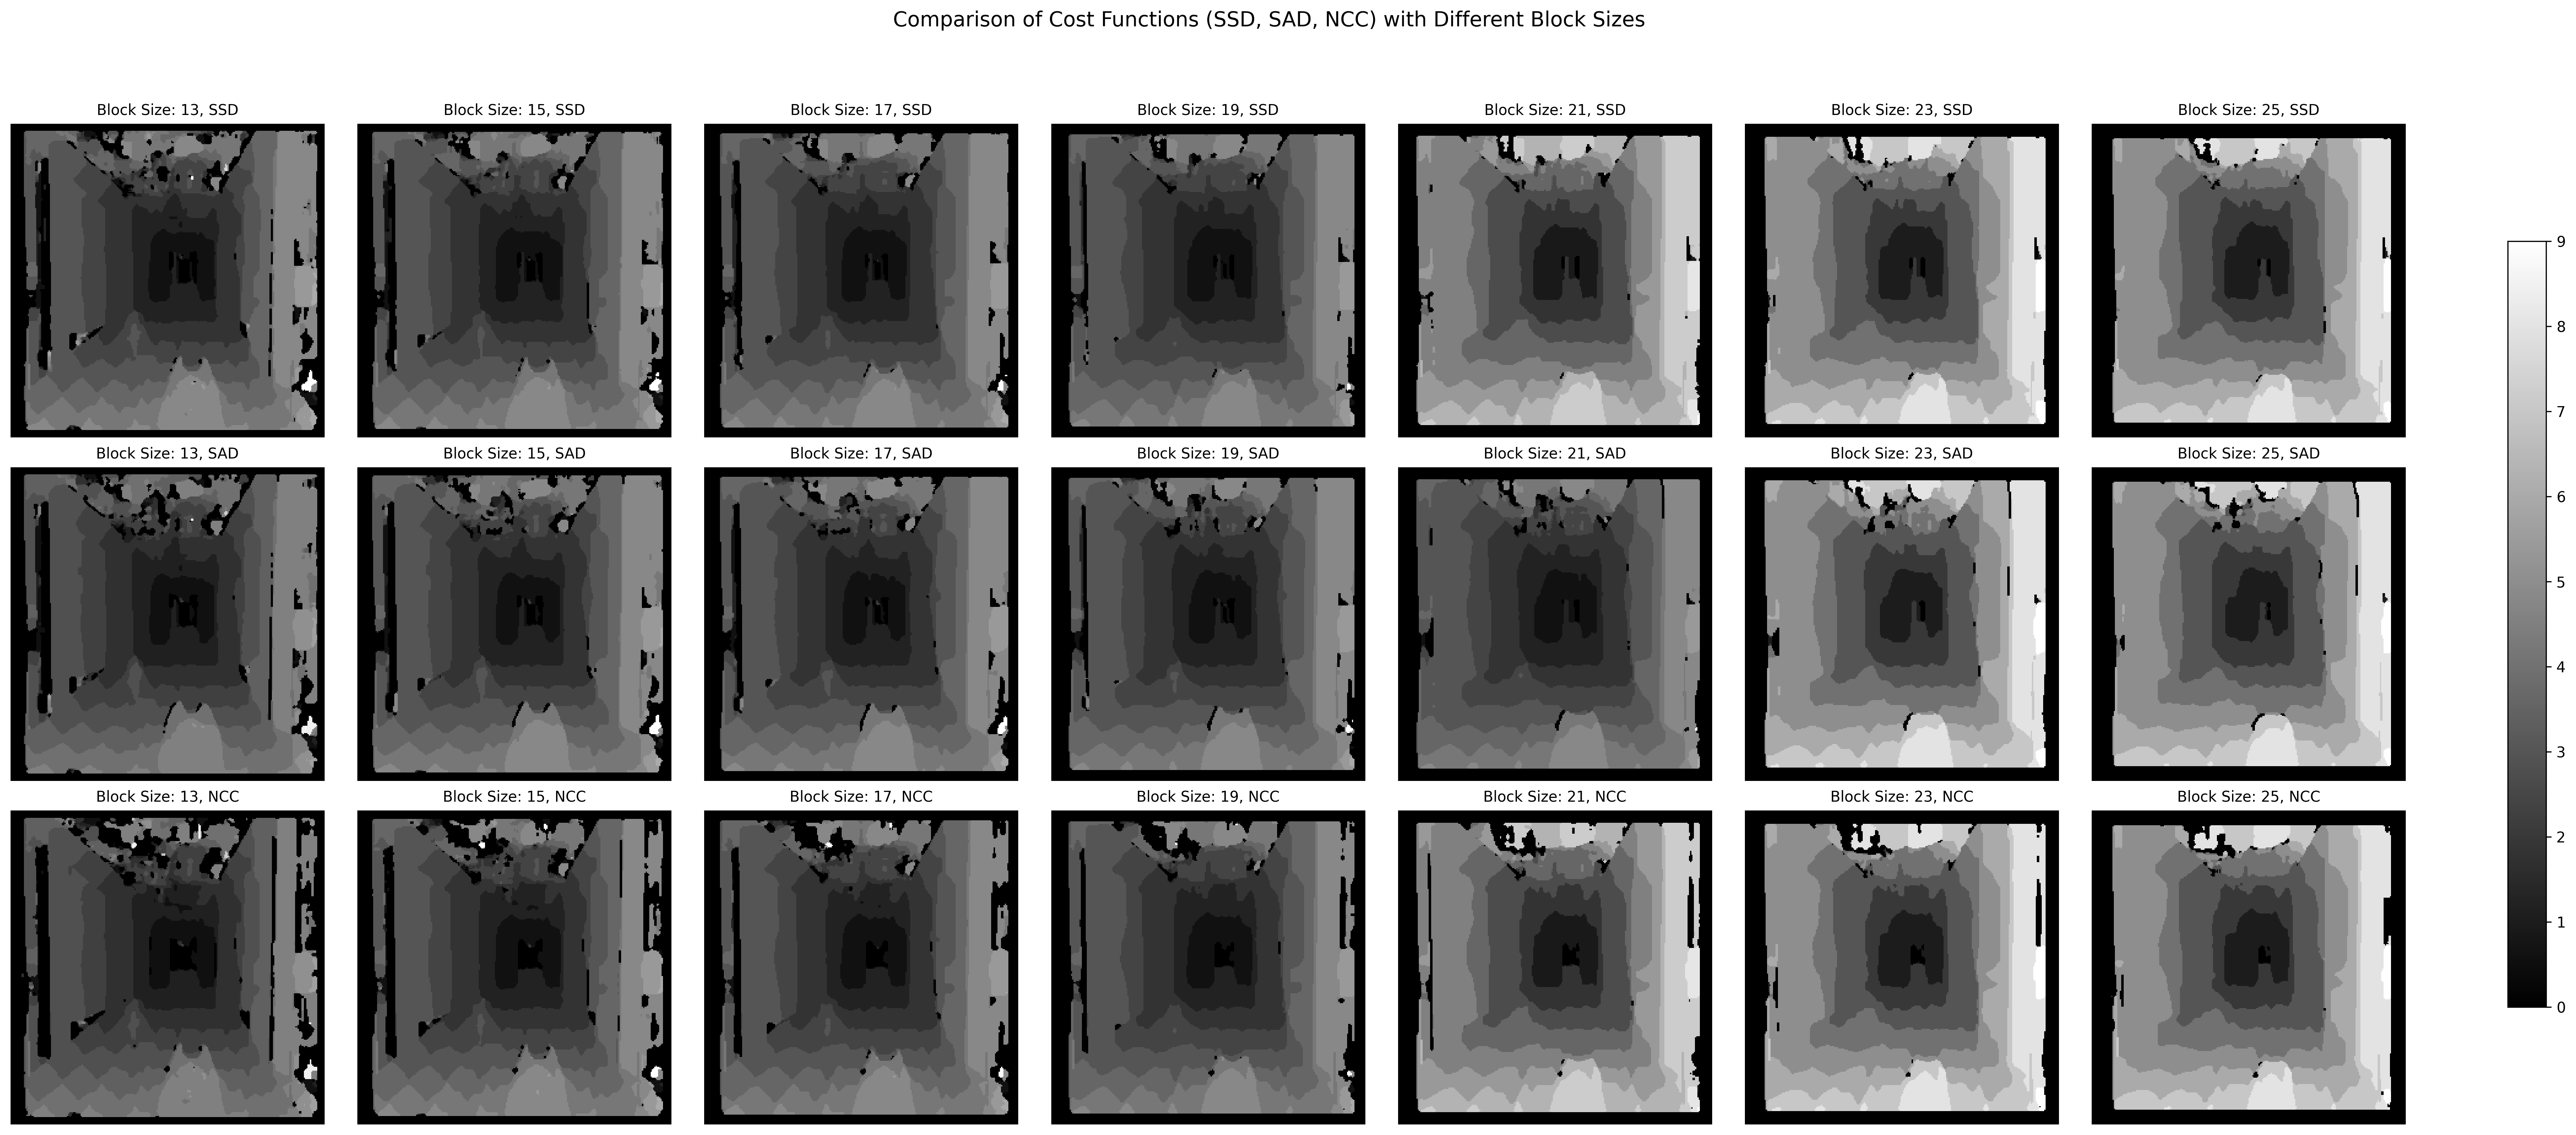 Comparison of Cost Functions (SSD, SAD, NCC) with Different Block Sizes
Block Size: 13, SSD
Block Size: 15, SSD
Block Size: 17, SSD
Block Size: 19, SSD
Block Size: 21, SSD
Block Size: 23, SSD
Block Size: 25, SSD
Block Size: 13, SAD
Block Size: 15, SAD
Block Size: 17, SAD
Block Size: 19, SAD
Block Size: 21, SAD
Block Size: 23, SAD
Block Size: 25, SAD
Block Size: 13, NCC
Block Size: 15, NCC
Block Size: 17, NCC
Block Size: 19, NCC
Block Size: 21, NCC
Block Size: 23, NCC
Block Size: 25, NCC
9
8
7
6
5
4
3
2
1
0